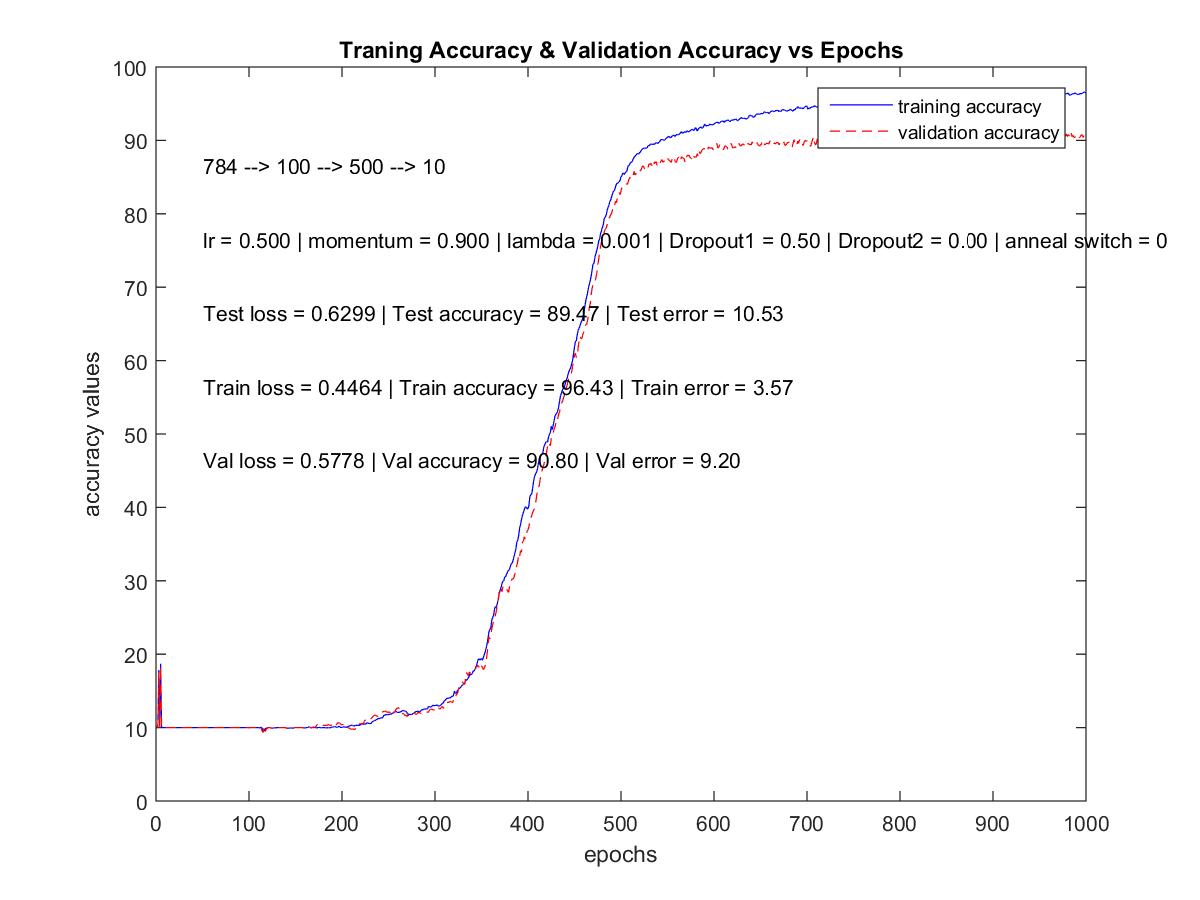 Traning Accuracy & Validation Accuracy vs Epochs
100
90
80
70
60
50
40
30
20
10
0
accuracy values
training accuracy
validation accuracy
784 --> 100 --> 500 --> 10
lr = 0.500 | momentum = 0.900 | lambda = 0.001 | Dropout1 = 0.50 | Dropout2 = 0.00 | anneal switch = 0
Test loss = 0.6299 | Test accuracy = 89.47 | Test error = 10.53
Train loss = 0.4464 | Train accuracy = 96.43 | Train error = 3.57
Val loss = 0.5778 | Val accuracy = 90.80 | Val error = 9.20
0 100 200 300 400 500 600 700 800 900 1000
epochs